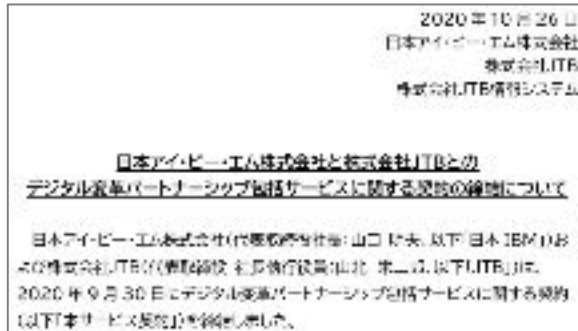 2020年10月26日
日本アイ・ビー・エム株式会社
株式会社JTB
株式会社JTB情報システム
日本アイ・ビー・エム株式会社と株式会社JTBとの
デジタル変革パートナーシップ包括サービスに関する契約の締結について
日本アイ・ビー・エム株式会社(代表取締役社長:山口 明夫、以下「日本IBM」)お
よび株式会社JTB(代表取締役 社長執行役員:山北 栄二郎、以下「JTB」)は、
2020年9月30日にデジタル変革パートナーシップ包括サービスに関する契約
(以下「本サービス契約」)を締結しました。